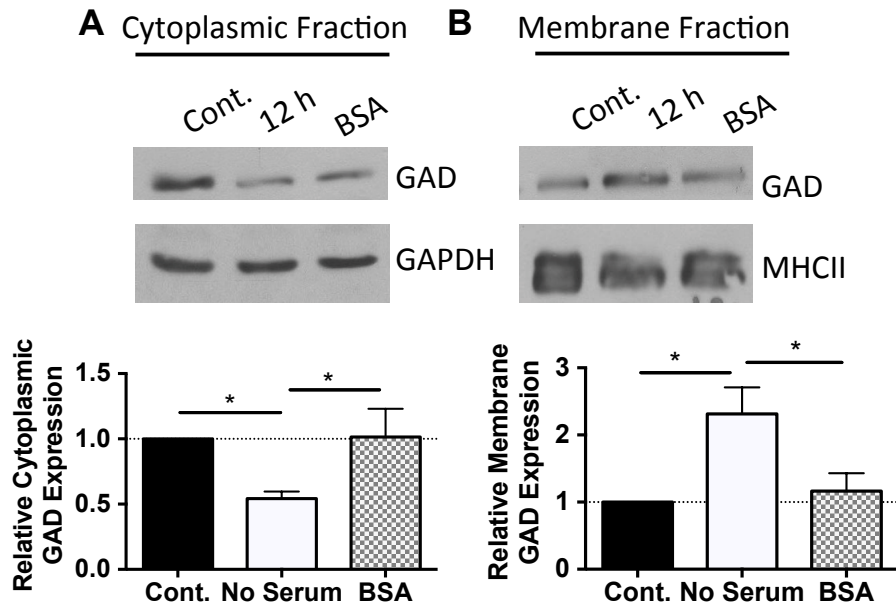 A Cytoplasmic Fraction
Cont. 12 h BSA
GAD
GAPDH
1.5
1.0
0.5
0.0
Relative Cytoplasmic
GAD Expression
* *
Cont. No Serum BSA
B Membrane Fraction
Cont. 12 h BSA
GAD
MHCII
3
2
1
0
Relative Membrane
GAD Expression
* *
Cont. No Serum BSA